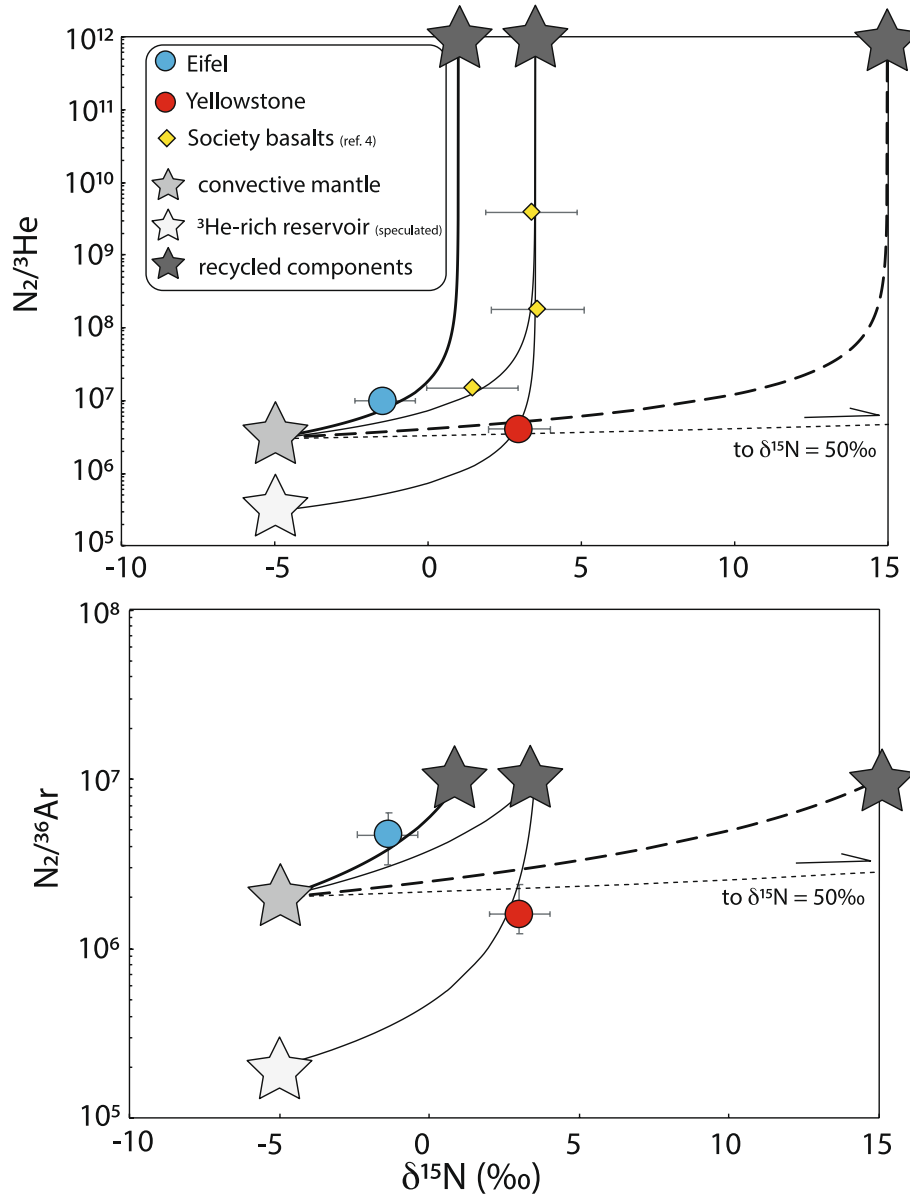 10¹²
10¹¹
10¹⁰
10⁹
10⁸
10⁷
10⁶
10⁵
N₂/³He
Eifel
Yellowstone
Society basalts (ref. 4)
convective mantle
³He-rich reservoir (speculated)
recycled components
to δ¹⁵N = 50‰
-10 -5 0 5 10 15
10⁸
10⁷
10⁶
10⁵
N₂/³⁶Ar
to δ¹⁵N = 50‰
-10 -5 0 5 10 15
δ¹⁵N (‰)